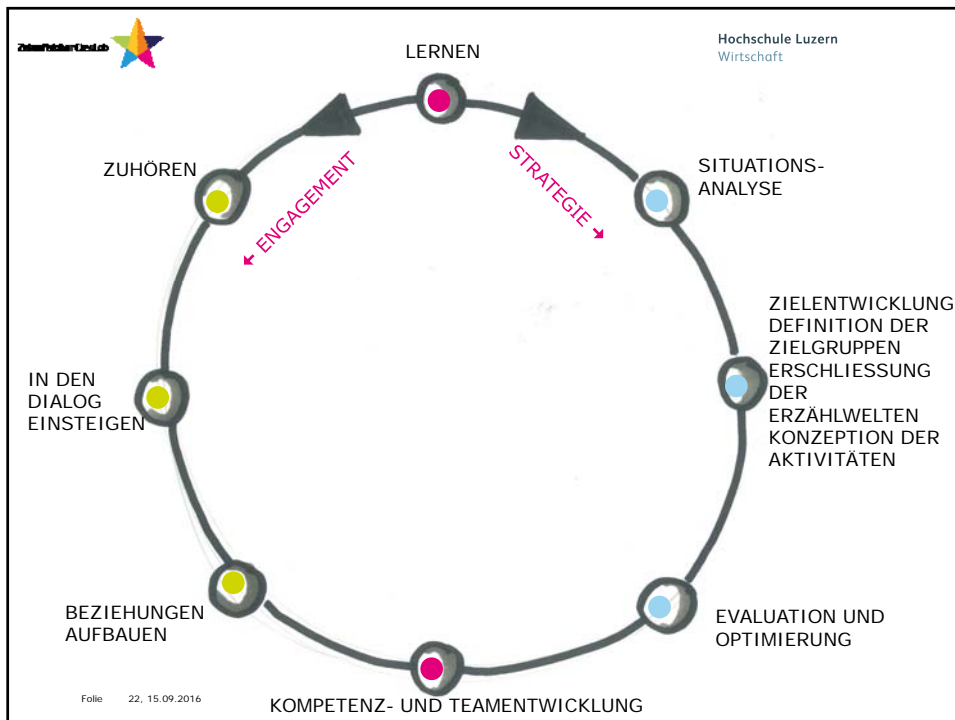 Hochschule Luzern
Wirtschaft
LERNEN
ZUHÖREN
← ENGAGEMENT
STRATEGIE →
SITUATIONS-
ANALYSE
ZIELENTWICKLUNG
DEFINITION DER
ZIELGRUPPEN
ERSCHLIESSUNG
DER
ERZÄHLWELTEN
KONZEPTION DER
AKTIVITÄTEN
IN DEN
DIALOG
EINSTEIGEN
BEZIEHUNGEN
AUFBAUEN
EVALUATION UND
OPTIMIERUNG
KOMPETENZ- UND TEAMENTWICKLUNG
Folie 22, 15.09.2016